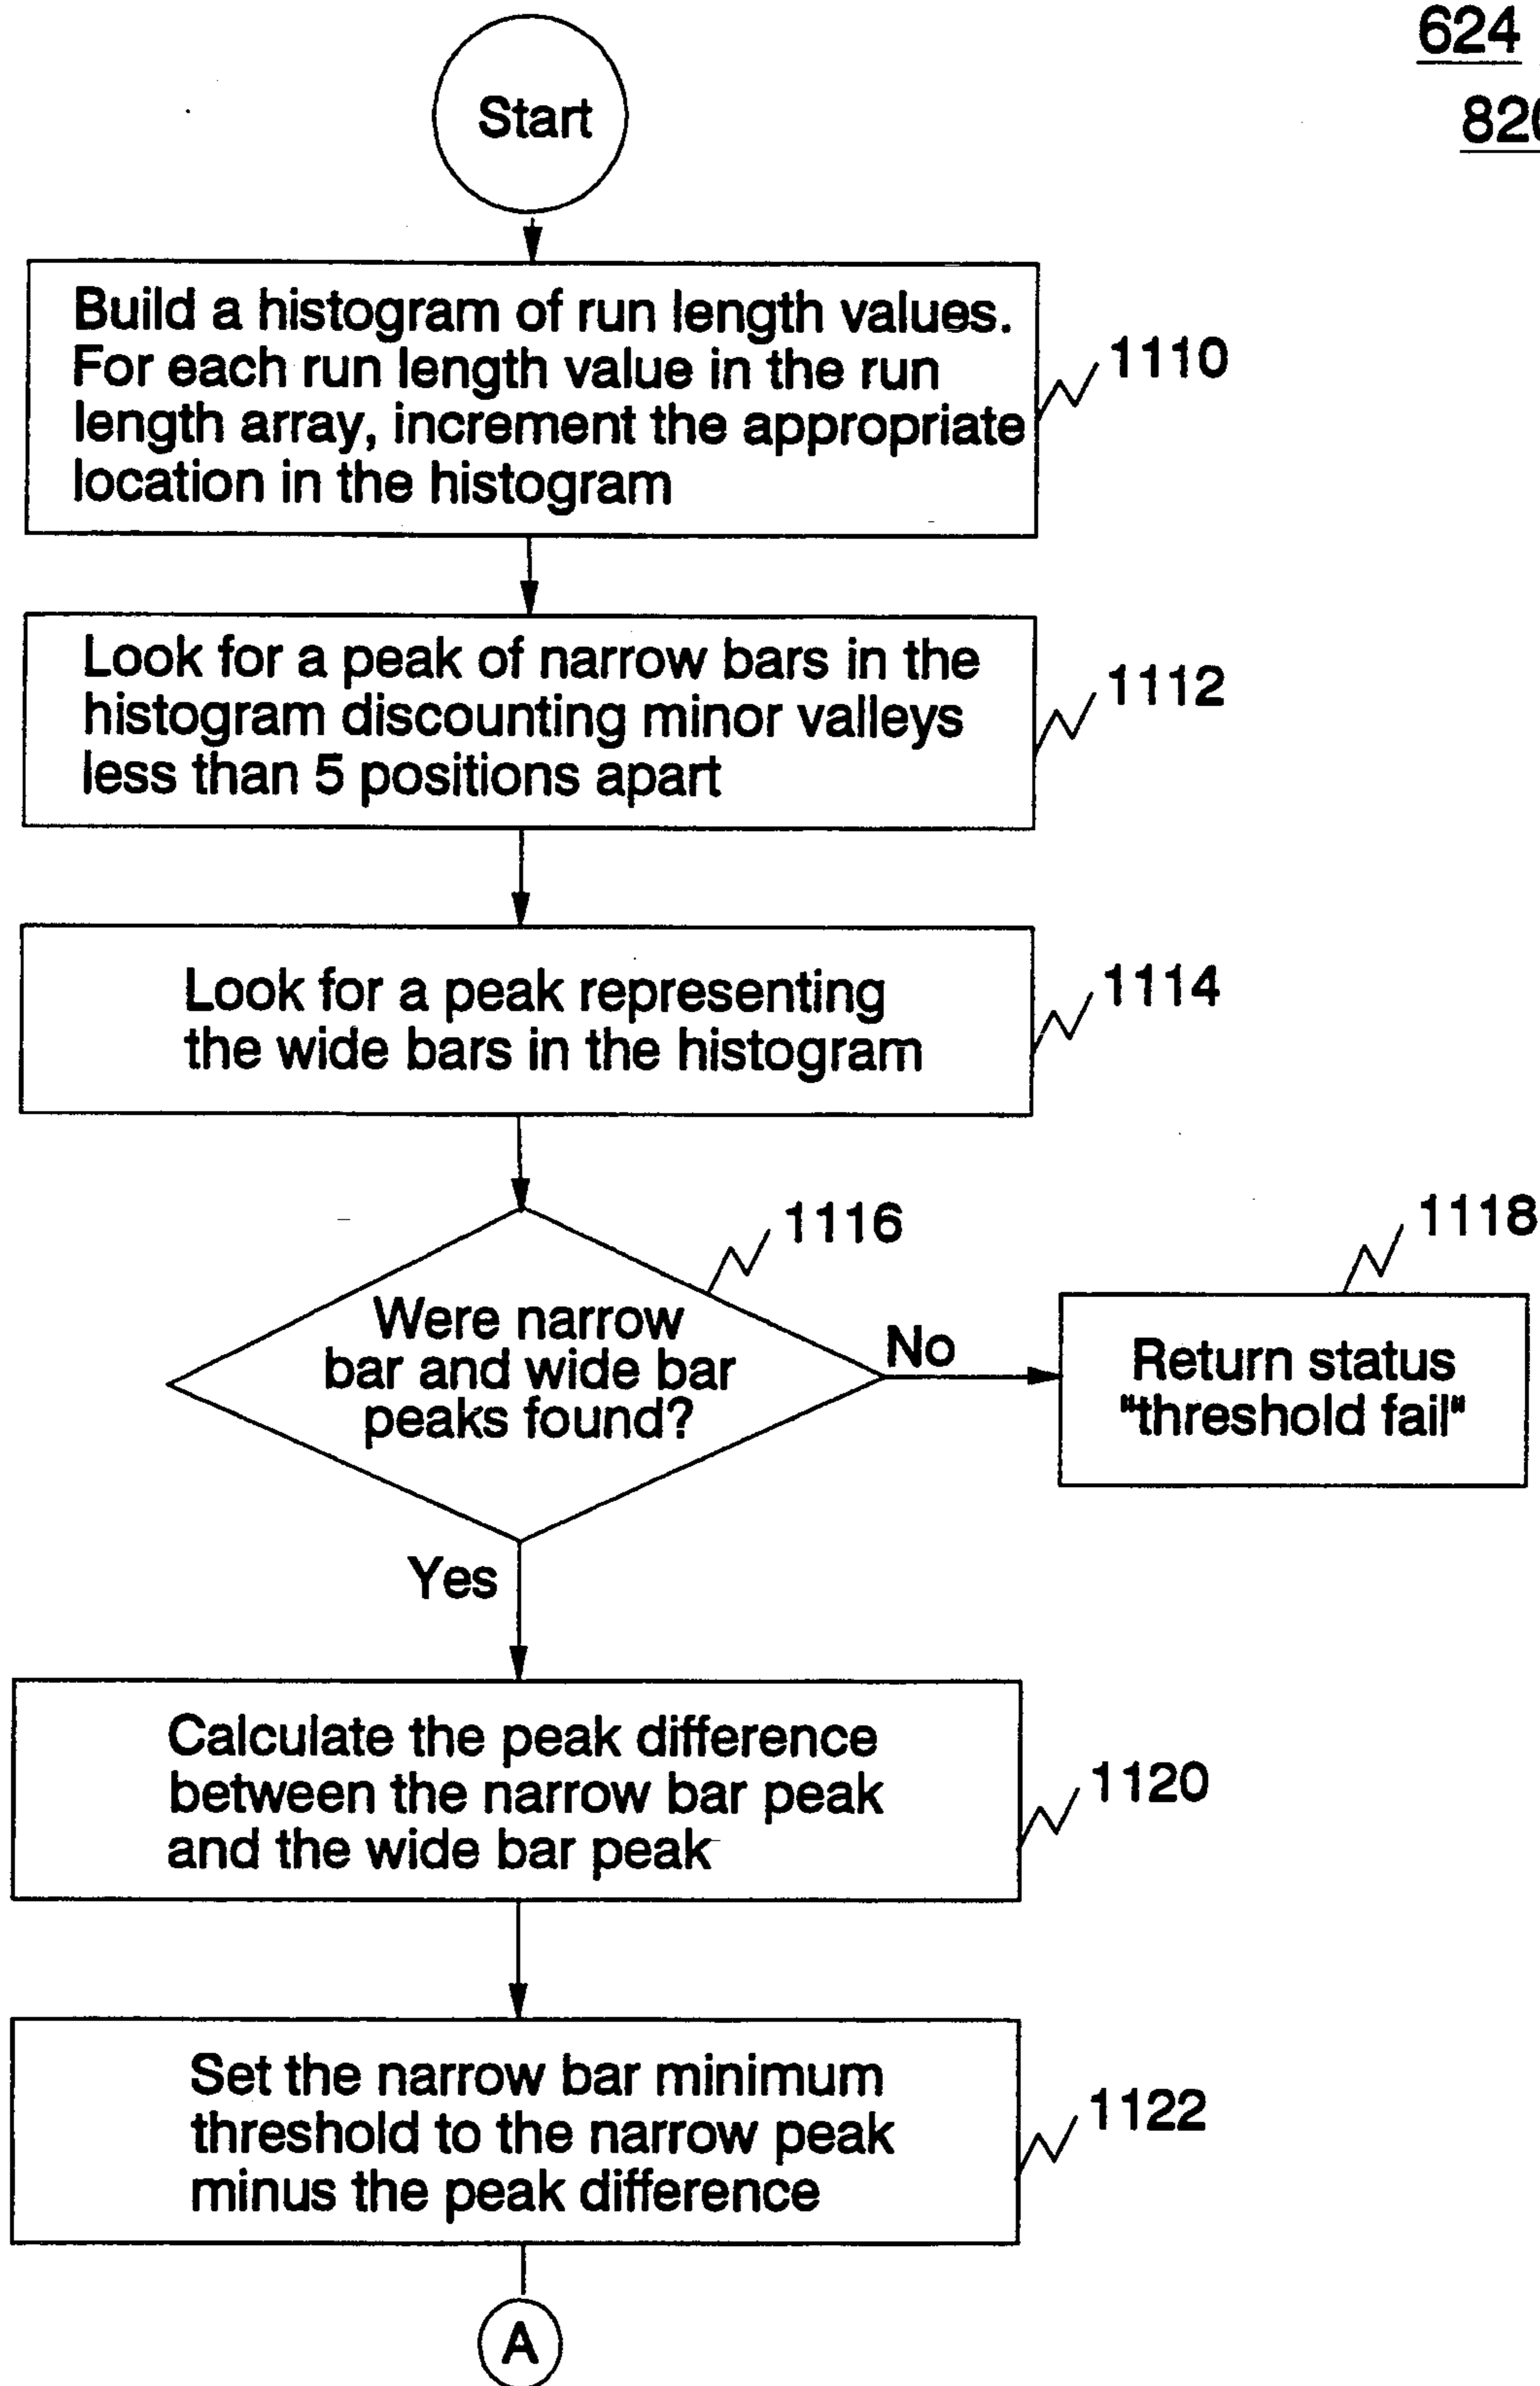 624
Start
Build a histogram of run length values.
For each run length value in the run
length array, increment the appropriate
location in the histogram
1110
Look for a peak of narrow bars in the
histogram discounting minor valleys
less than 5 positions apart
1112
Look for a peak representing
the wide bars in the histogram
1114
1116
1118
Were narrow
bar and wide bar
peaks found?
No
Return status
"threshold fail"
Yes
Calculate the peak difference
between the narrow bar peak
and the wide bar peak
1120
Set the narrow bar minimum
threshold to the narrow peak
minus the peak difference
1122
A